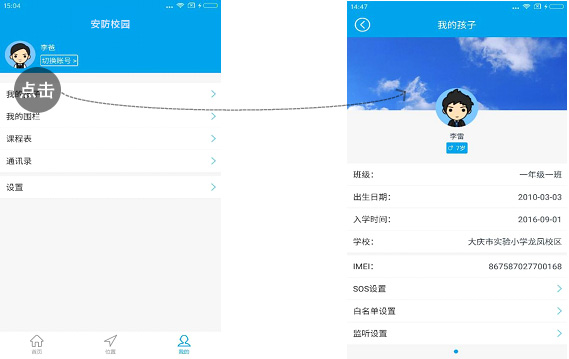 15:04
安防校园
李爸
切换账号 >
我的
点击
我的围栏
课程表
通讯录
设置
首页
位置
我的
14:47
我的孩子
李雷
7岁
班级： 一年级一班
出生日期： 2010-03-03
入学时间： 2016-09-01
学校： 大庆市实验小学龙凤校区
IMEI： 867587027700168
SOS设置
白名单设置
监听设置